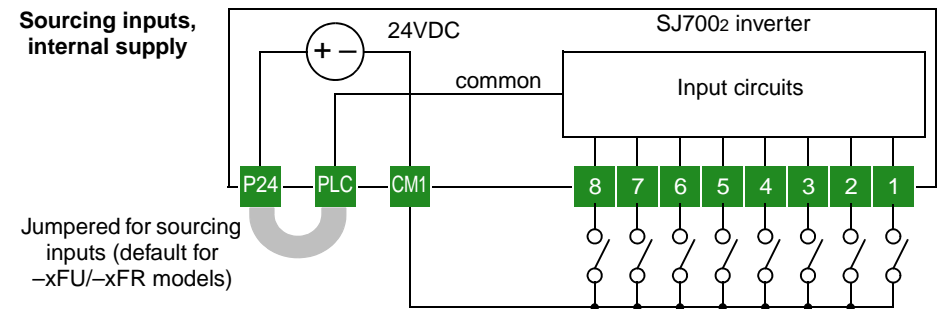 Sourcing inputs,
internal supply
+ –
24VDC
SJ7002 inverter
common
Input circuits
P24 PLC CM1 8 7 6 5 4 3 2 1
Jumpered for sourcing
inputs (default for
–xFU/–xFR models)